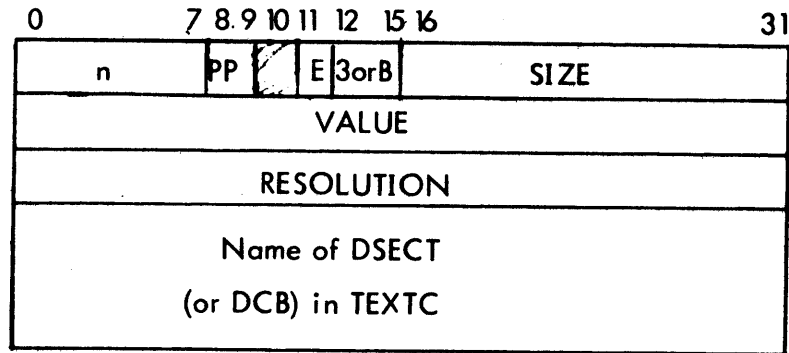 0 7 8 9 10 11 12 15 16 31
n PP E 3orB SIZE
VALUE
RESOLUTION
Name of DSECT
(or DCB) in TEXTC